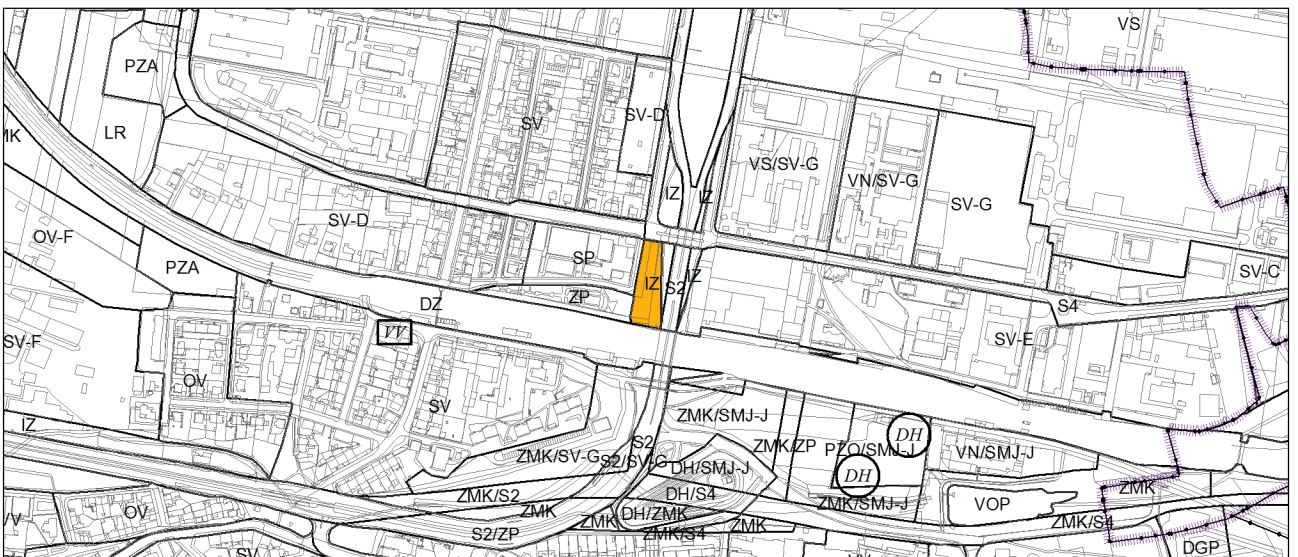 VS
PZA
SV
SV-D
MK
LR
VS/SV-G
VN/SV-G
IZ
IZ
SV-G
SV-D
OV-F
PZA
SP
SV-C
IZ
S2
IZ
ZP
DZ
S4
VV
SV-E
SV-F
OV
SV
ZMK/SMJ-J
IZ
S2
DH
ZMK/ZP
PZO/SMJ-J
VN/SMJ-J
ZMK/SV-G
S2/SV-G
DH/SMJ-J
DH
ZMK
ZMK/S2
DH/S4
ZMK/SMJ-J
VOP
/V
OV
ZMK
DH/ZMK
ZMK
ZMK
ZMK/S4
S2/ZP
ZMK/S4
DGP
SV